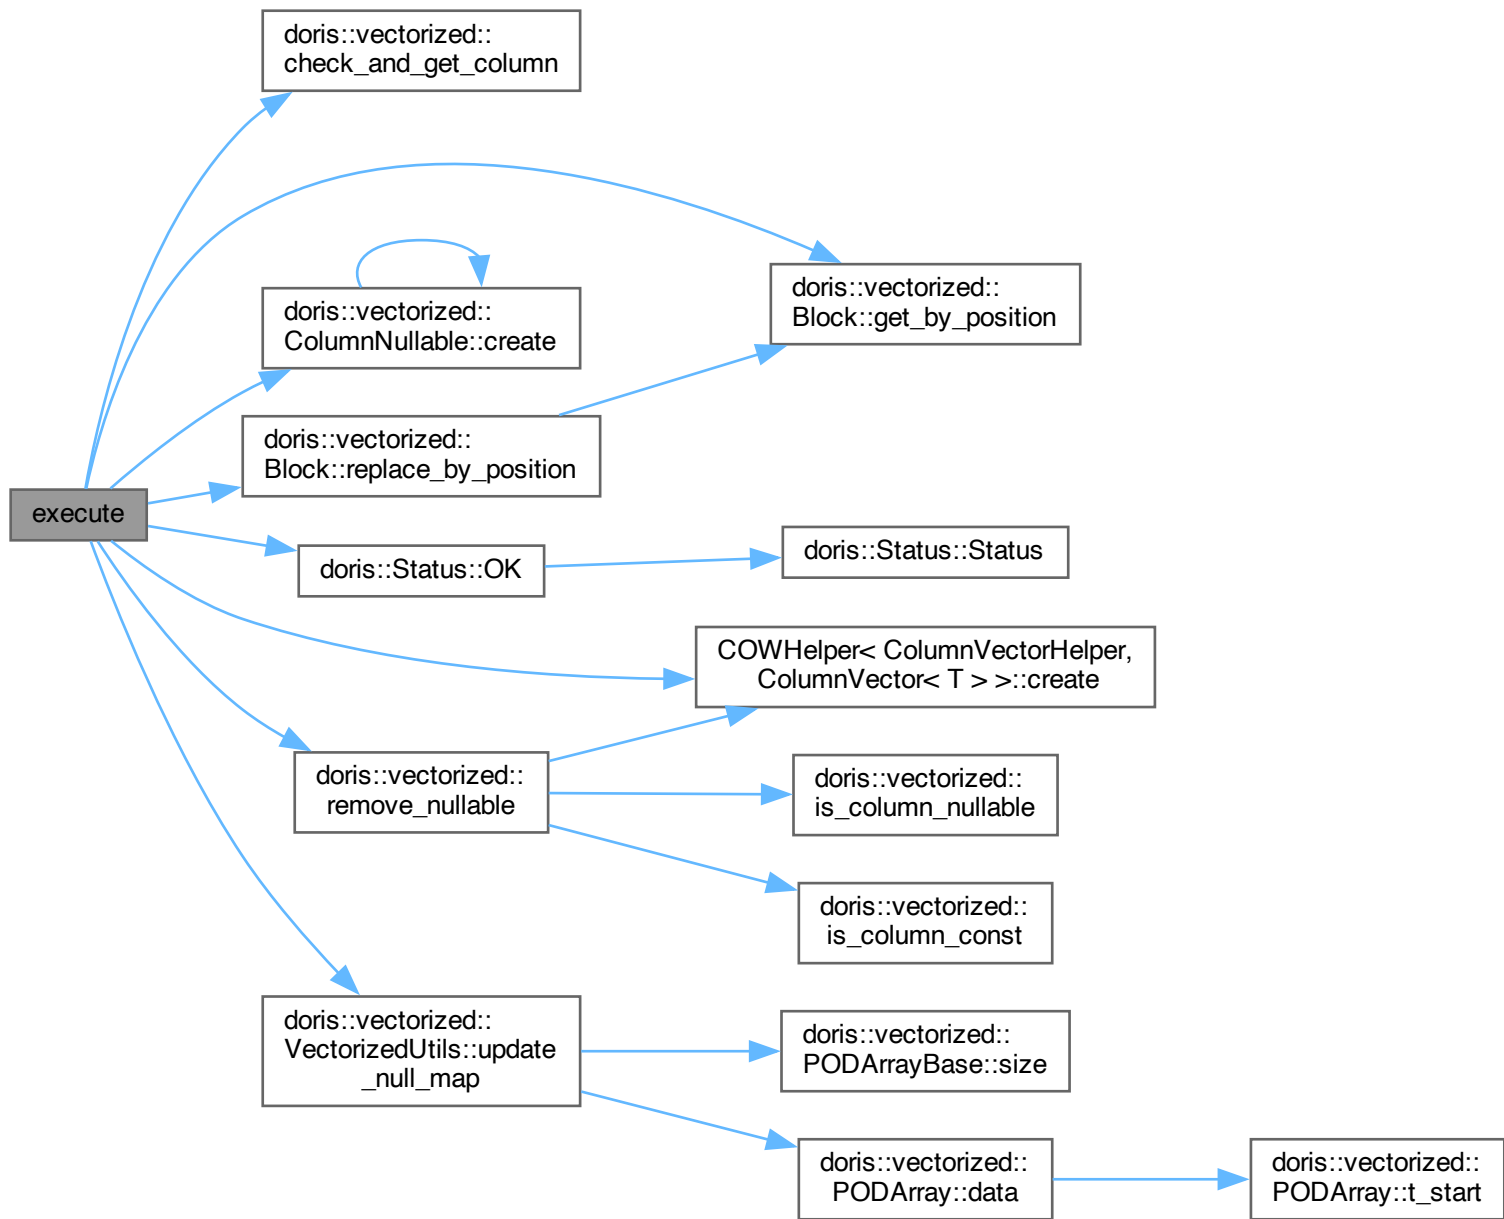 doris::vectorized::
check_and_get_column
doris::vectorized::
Block::get_by_position
doris::vectorized::
ColumnNullable::create
doris::vectorized::
Block::replace_by_position
execute
doris::Status::OK
doris::Status::Status
COWHelper< ColumnVectorHelper,
ColumnVector< T > >::create
doris::vectorized::
remove_nullable
doris::vectorized::
is_column_nullable
doris::vectorized::
is_column_const
doris::vectorized::
VectorizedUtils::update
_null_map
doris::vectorized::
PODArrayBase::size
doris::vectorized::
PODArray::data
doris::vectorized::
PODArray::t_start